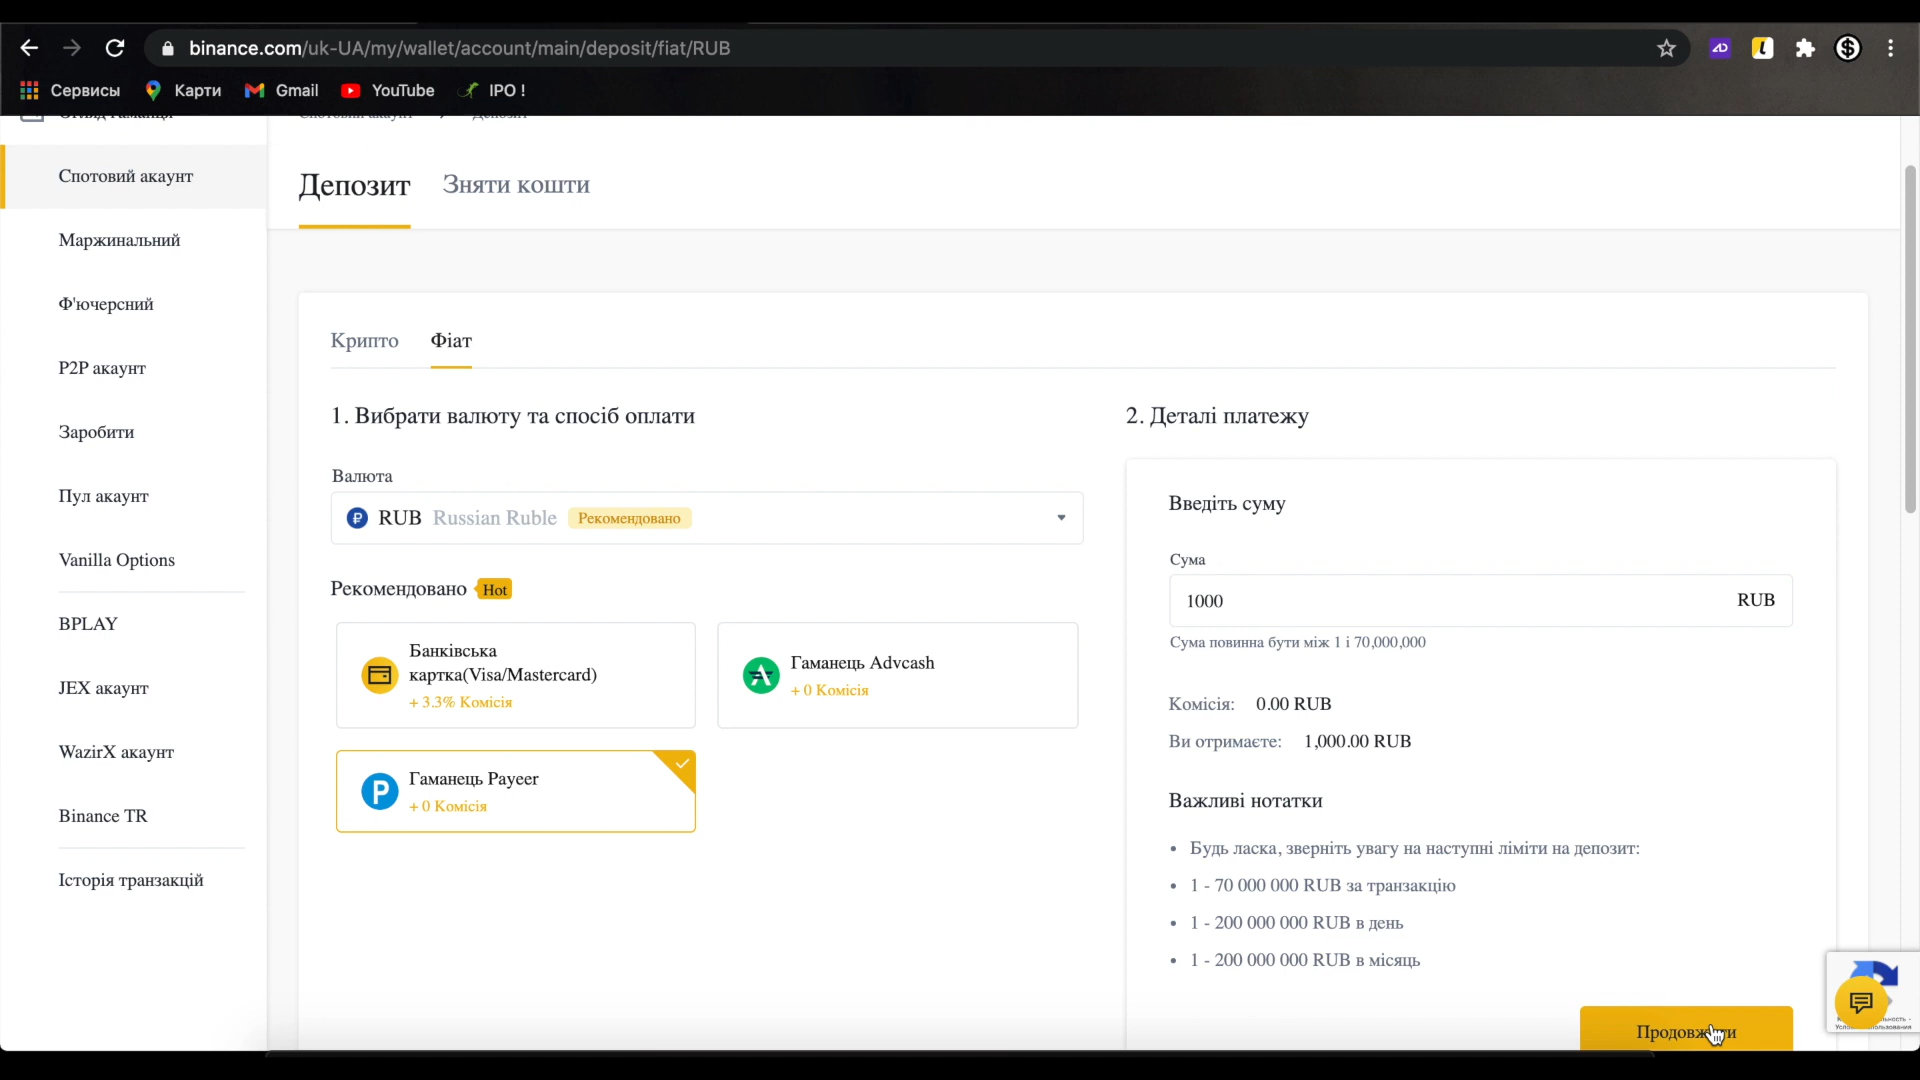 binance.com/uk-UA/my/wallet/account/main/deposit/fiat/RUB
Сервисы Карти Gmail YouTube IPO !
Спотовий акаунт
Маржинальний
Ф'ючерсний
P2P акаунт
Заробити
Пул акаунт
Vanilla Options
BPLAY
JEX акаунт
WazirX акаунт
Binance TR
Історія транзакцій
Депозит Зняти кошти
Крипто Фіат
1. Вибрати валюту та спосіб оплати
Валюта
RUB Russian Ruble Рекомендовано
Рекомендовано Hot
Банківська
картка(Visa/Mastercard)
+ 3.3% Комісія
Гаманець Advcash
+ 0 Комісія
Гаманець Payeer
+ 0 Комісія
2. Деталі платежу
Введіть суму
Сума
1000 RUB
Сума повинна бути між 1 і 70,000,000
Комісія: 0.00 RUB
Ви отримаєте: 1,000.00 RUB
Важливі нотатки
• Будь ласка, зверніть увагу на наступні ліміти на депозит:
• 1 - 70 000 000 RUB за транзакцію
• 1 - 200 000 000 RUB в день
• 1 - 200 000 000 RUB в місяць
Продовжити